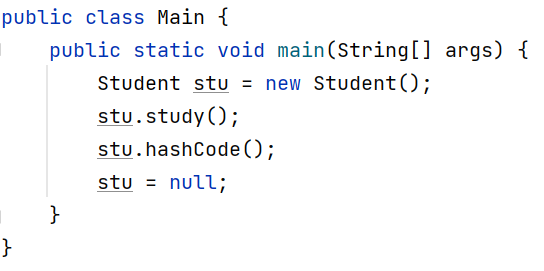 public class Main {
    public static void main(String[] args) {
        Student stu = new Student();
        stu.study();
        stu.hashCode();
        stu = null;
    }
}